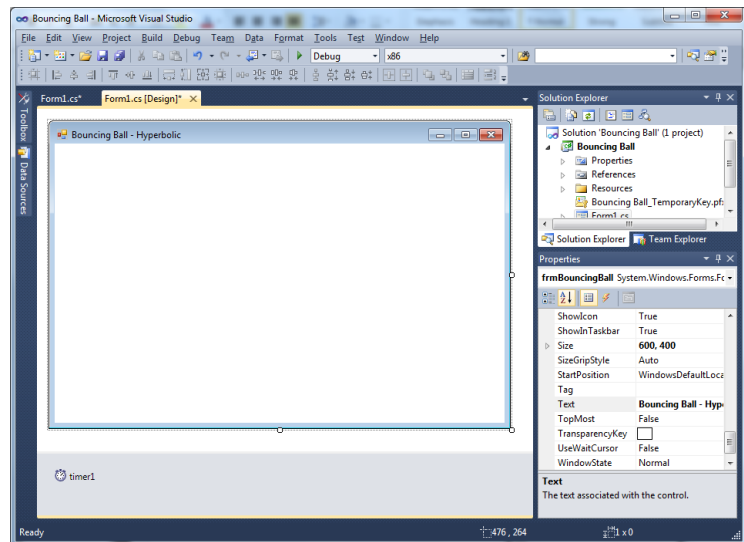 Bouncing Ball - Microsoft Visual Studio
File Edit View Project Build Debug Team Data Format Tools Test Window Help
Debug x86
Form1.cs* Form1.cs [Design]*
Toolbox
Data Sources
Bouncing Ball - Hyperbolic
timer1
Solution Explorer
Solution 'Bouncing Ball' (1 project)
Bouncing Ball
Properties
References
Resources
Bouncing Ball_TemporaryKey.pf
Form1.cs
Solution Explorer Team Explorer
Properties
frmBouncingBall System.Windows.Forms.Fo
ShowIcon True
ShowInTaskbar True
Size 600, 400
SizeGripStyle Auto
StartPosition WindowsDefaultLoca
Tag
Text Bouncing Ball - Hype
TopMost False
TransparencyKey
UseWaitCursor False
WindowState Normal
Text
The text associated with the control.
Ready 476 , 264 1 x 0